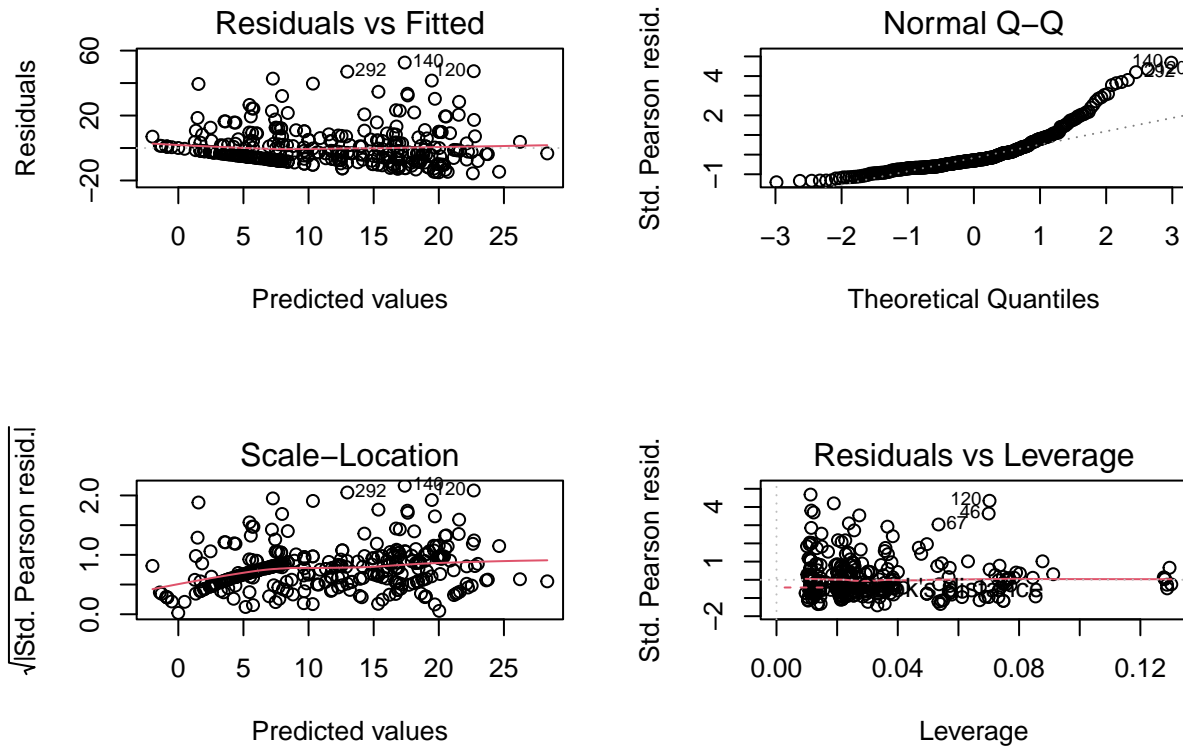 Residuals vs Fitted
Residuals
60
20
−20
292
140
120
0 5 10 15 20 25
Predicted values
Normal Q−Q
Std. Pearson resid.
4
2
−1
140
292
−3 −2 −1 0 1 2 3
Theoretical Quantiles
Scale−Location
√|Std. Pearson resid.|
2.0
1.0
0.0
292
140
120
0 5 10 15 20 25
Predicted values
Residuals vs Leverage
Std. Pearson resid.
4
1
−2
120
46
67
distance
0.00 0.04 0.08 0.12
Leverage